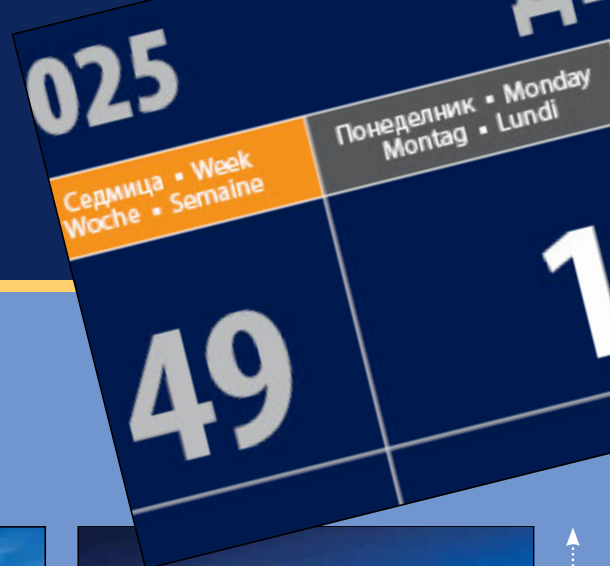 025
Седмица ▪ Week
Woche ▪ Semaine
Понеделник ▪ Monday
Montag ▪ Lundi
49
1